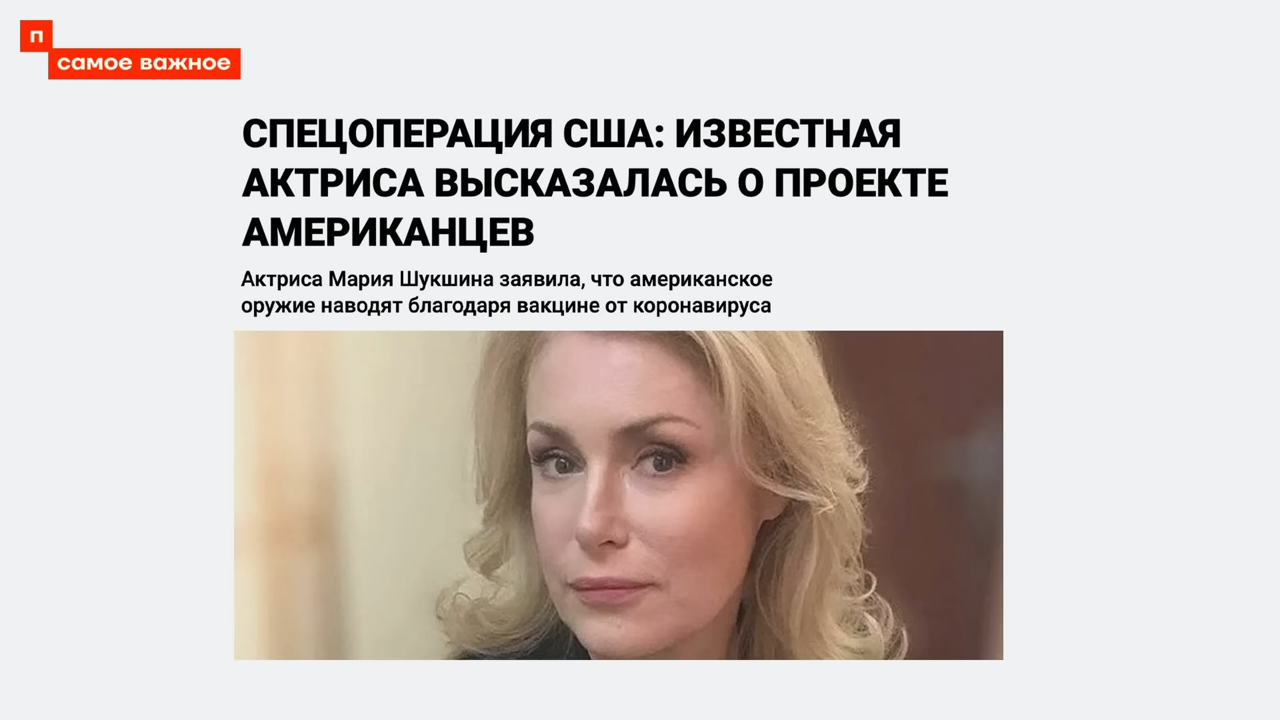 п
самое важное
СПЕЦОПЕРАЦИЯ США: ИЗВЕСТНАЯ
АКТРИСА ВЫСКАЗАЛАСЬ О ПРОЕКТЕ
АМЕРИКАНЦЕВ
Актриса Мария Шукшина заявила, что американское
оружие наводят благодаря вакцине от коронавируса